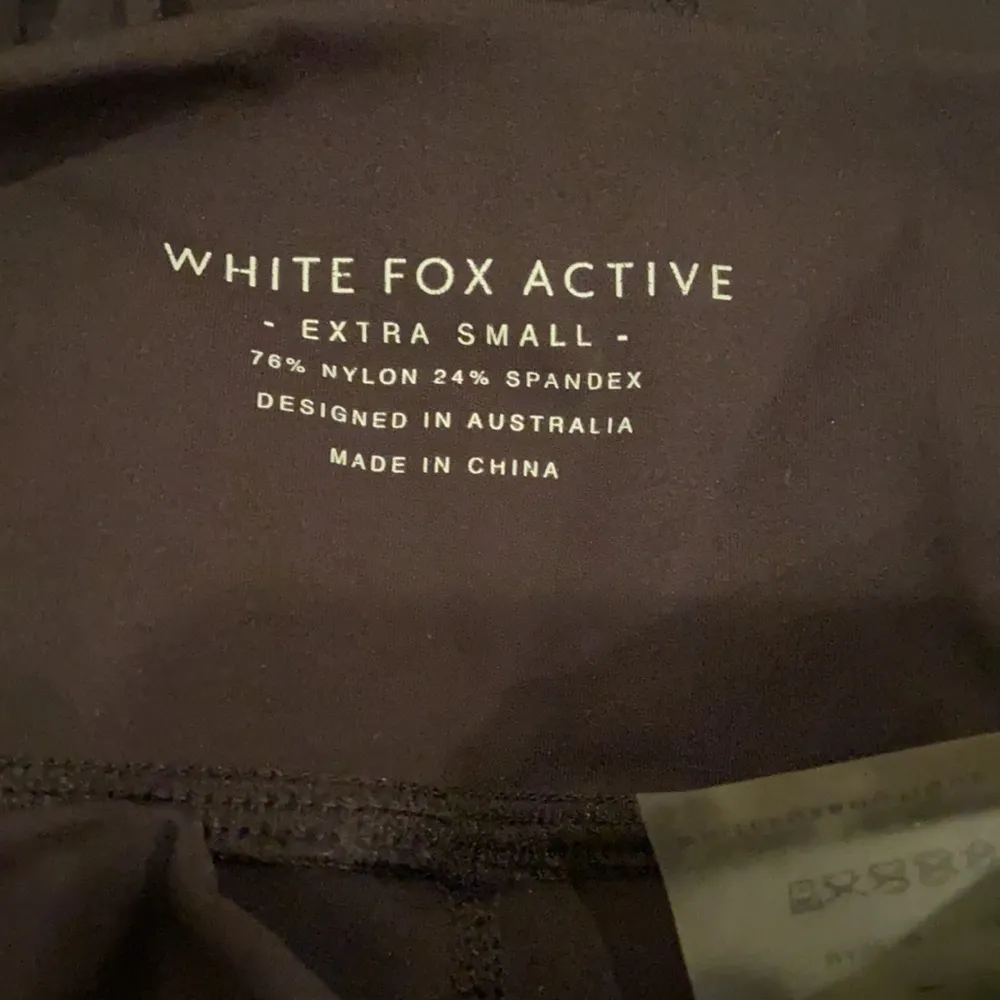 WHITE FOX ACTIVE
- EXTRA SMALL -
76% NYLON 24% SPANDEX
DESIGNED IN AUSTRALIA
MADE IN CHINA